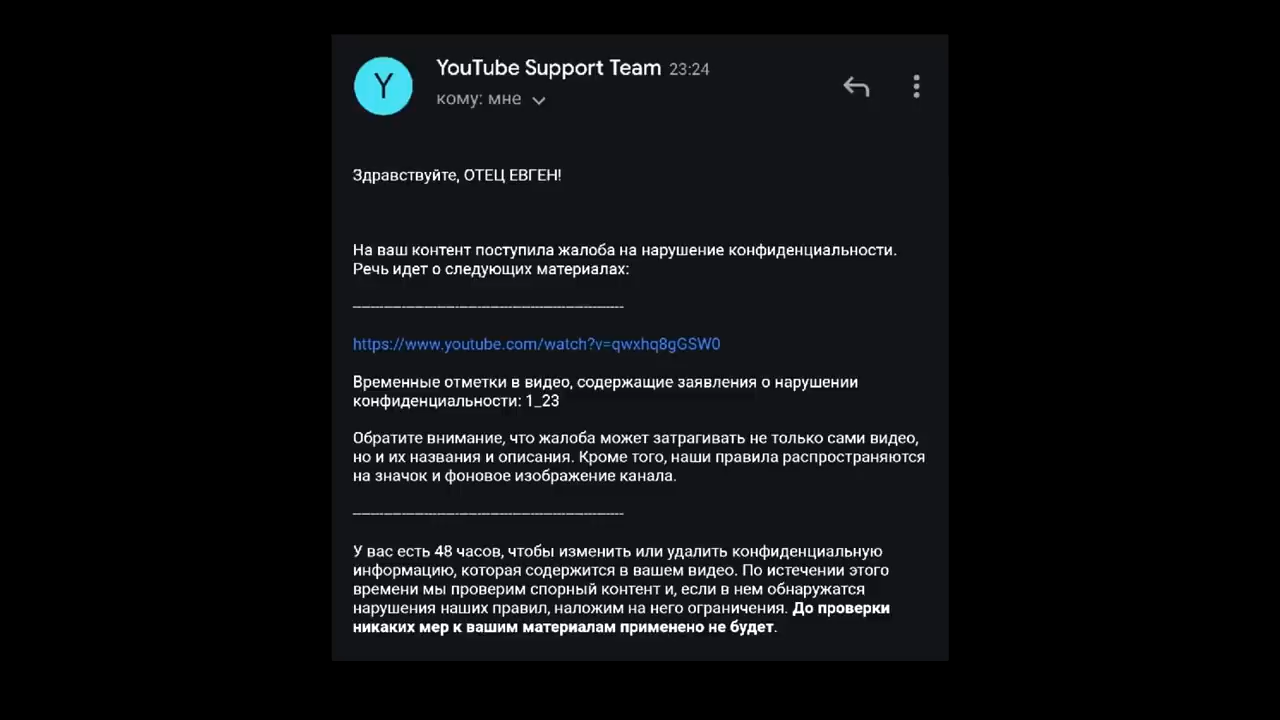 Y
YouTube Support Team 23:24
кому: мне
Здравствуйте, ОТЕЦ ЕВГЕН!
На ваш контент поступила жалоба на нарушение конфиденциальности.
Речь идет о следующих материалах:
https://www.youtube.com/watch?v=qwxhq8gGSW0
Временные отметки в видео, содержащие заявления о нарушении
конфиденциальности: 1_23
Обратите внимание, что жалоба может затрагивать не только сами видео,
но и их названия и описания. Кроме того, наши правила распространяются
на значок и фоновое изображение канала.
У вас есть 48 часов, чтобы изменить или удалить конфиденциальную
информацию, которая содержится в вашем видео. По истечении этого
времени мы проверим спорный контент и, если в нем обнаружатся
нарушения наших правил, наложим на него ограничения. До проверки
никаких мер к вашим материалам применено не будет.